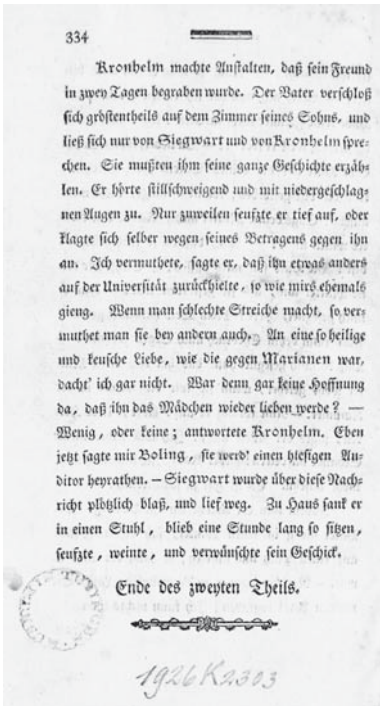 334
Kronhelm machte Anstalten, daß sein Freund
in zwey Tagen begraben wurde. Der Vater verschloß
sich gröstentheils auf dem Zimmer seines Sohns, und
ließ sich nur von Siegwart und von Kronhelm spre-
chen. Sie mußten ihm seine ganze Geschichte erzäh-
len. Er hörte stillschweigend und mit niedergeschlag-
nen Augen zu. Nur zuweilen seufzte er tief auf, oder
klagte sich selber wegen seines Betragens gegen ihn
an. Ich vermuthete, sagte er, daß ihn etwas anders
auf der Universität zurückhielte, so wie mirs ehemals
gieng. Wenn man schlechte Streiche macht, so ver-
muthet man sie bey andern auch. An eine so heilige
und keusche Liebe, wie die gegen Marianen war,
dacht' ich gar nicht. War denn gar keine Hoffnung
da, daß ihn das Mädchen wieder lieben werde? —
Wenig, oder keine; antwortete Kronhelm. Eben
jetzt sagte mir Boling, sie werd' einen hiesigen Au-
ditor heyrathen. — Siegwart wurde über diese Nach-
richt plötzlich blaß, und lief weg. Zu Haus sank er
in einen Stuhl, blieb eine Stunde lang so sitzen,
seufzte, weinte, und verwünschte sein Geschick.
Ende des zweyten Theils.
1926K2303